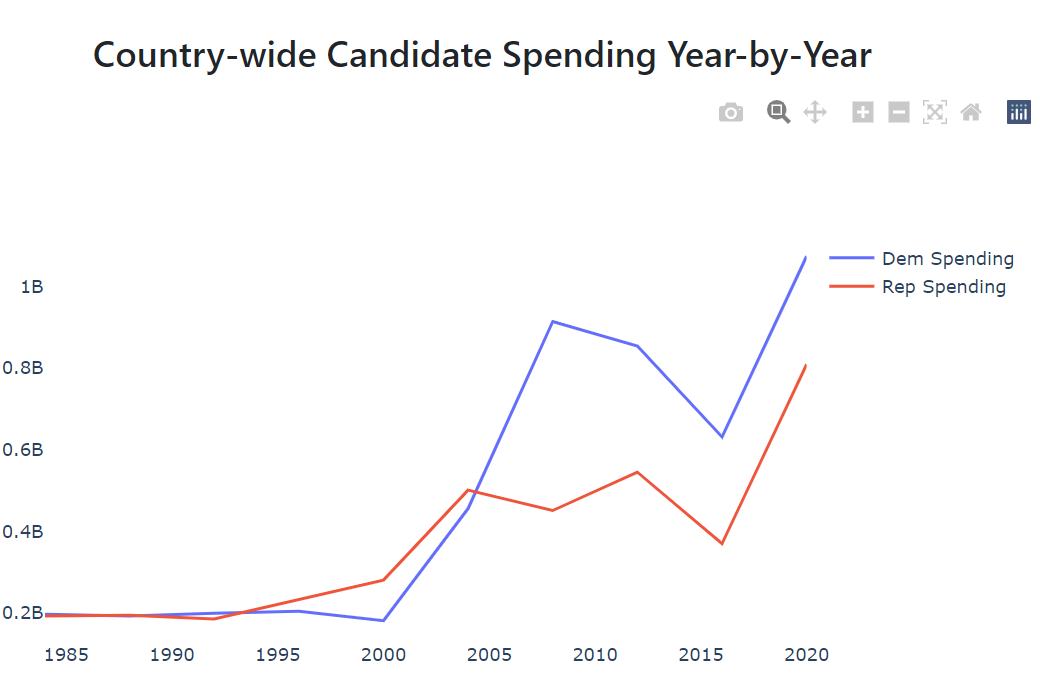 Country-wide Candidate Spending Year-by-Year
Dem Spending
Rep Spending
1B
0.8B
0.6B
0.4B
0.2B
1985 1990 1995 2000 2005 2010 2015 2020